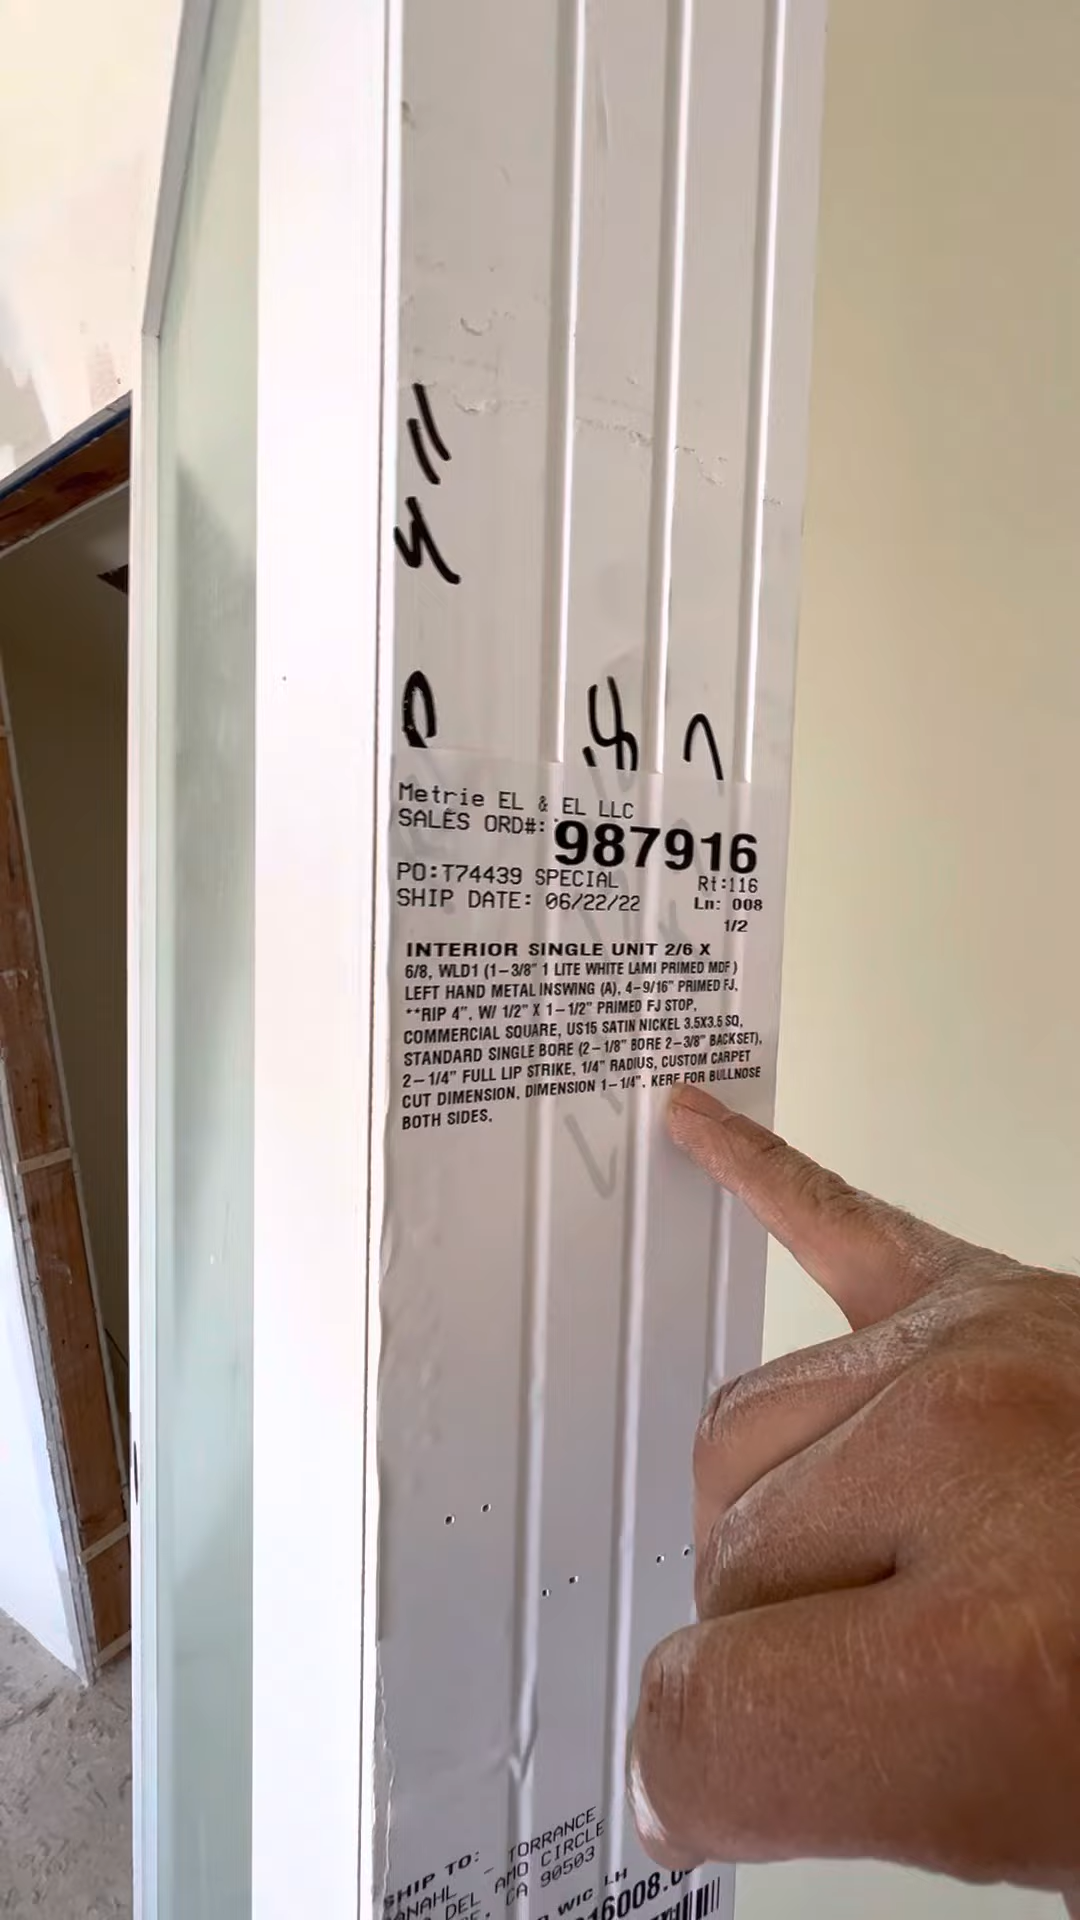 Metrie EL & EL LLC
SALES ORD#: 987916
PO:T74439 SPECIAL Rt:116
SHIP DATE: 06/22/22 Ln: 008
1/2
INTERIOR SINGLE UNIT 2/6 X
6/8, WLD1 (1-3/8" 1 LITE WHITE LAMI PRIMED MDF )
LEFT HAND METAL INSWING (A), 4-9/16" PRIMED FJ,
**RIP 4", W/ 1/2" X 1-1/2" PRIMED FJ STOP,
COMMERCIAL SQUARE, US15 SATIN NICKEL 3.5X3.5 SQ,
STANDARD SINGLE BORE (2-1/8" BORE 2-3/8" BACKSET),
2-1/4" FULL LIP STRIKE, 1/4" RADIUS, CUSTOM CARPET
CUT DIMENSION, DIMENSION 1-1/4", KERF FOR BULLNOSE
BOTH SIDES,
SHIP TO:
TORRANCE
DEL AMO CIRCLE
CA 90503
WIC LH